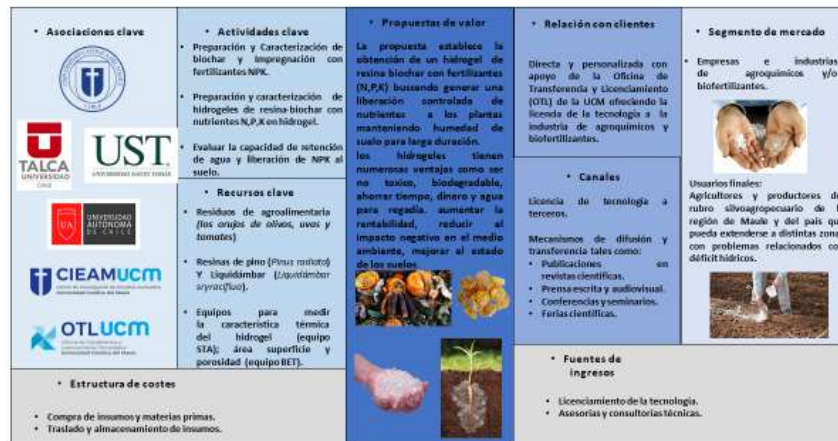 Asociaciones clave
TALCA
UNIVERSIDAD
CHILE
UST
UNIVERSIDAD SANTO TOMÁS
UA
UNIVERSIDAD
AUTÓNOMA
DE CHILE
CIEAMUCM
OTLUCM
Actividades clave
• Preparación y Caracterización de
biochar y Impregnación con
fertilizantes NPK.
• Preparación y caracterización de
hidrogeles de resina-biochar con
nutrientes N,P,K en hidrogel.
• Evaluar la capacidad de retención
de agua y liberación de NPK al
suelo.
Recursos clave
• Residuos de agroalimentaria
(los orujos de olivos, uvas y
tomates)
• Resinas de pino (Pinus radiata)
Y Liquidámbar (Liquidámbar
styraciflua).
• Equipos para medir
la característica térmica
del hidrogel (equipo
STA); área superficie y
porosidad (equipo BET).
Propuestas de valor
La propuesta establece la
obtención de un hidrogel de
resina biochar con fertilizantes
(N,P,K) buscando generar una
liberación controlada de
nutrientes a los plantas
manteniendo humedad de
suelo para larga duración.
los hidrogeles tienen
numerosas ventajas como ser
no toxico, biodegradable,
ahorrar tiempo, dinero y agua
para regadía. aumentar la
rentabilidad, reducir el
impacto negativo en el medio
ambiente, mejorar el estado
de los suelos
Relación con clientes
Directa y personalizada con
apoyo de la Oficina de
Transferencia y Licenciamiento
(OTL) de la UCM ofreciendo la
licencia de la tecnología a la
industria de agroquímicos y
biofertilizantes.
Canales
Licencia de tecnología a
terceros.
Mecanismos de difusión y
transferencia tales como:
• Publicaciones en
revistas científicas.
• Prensa escrita y audiovisual.
• Conferencias y seminarios.
• Ferias científicas.
Segmento de mercado
• Empresas e industrias
de agroquímicos y/o
biofertilizantes.
Usuarios finales:
Agricultores y productores de
rubro silvoagropecuario de l
región de Maule y del país que
pueda extenderse a distintas zona
con problemas relacionados co
déficit hídricos.
Estructura de costes
• Compra de insumos y materias primas.
• Traslado y almacenamiento de insumos.
Fuentes de
ingresos
• Licenciamiento de la tecnología.
• Asesorías y consultorías técnicas.